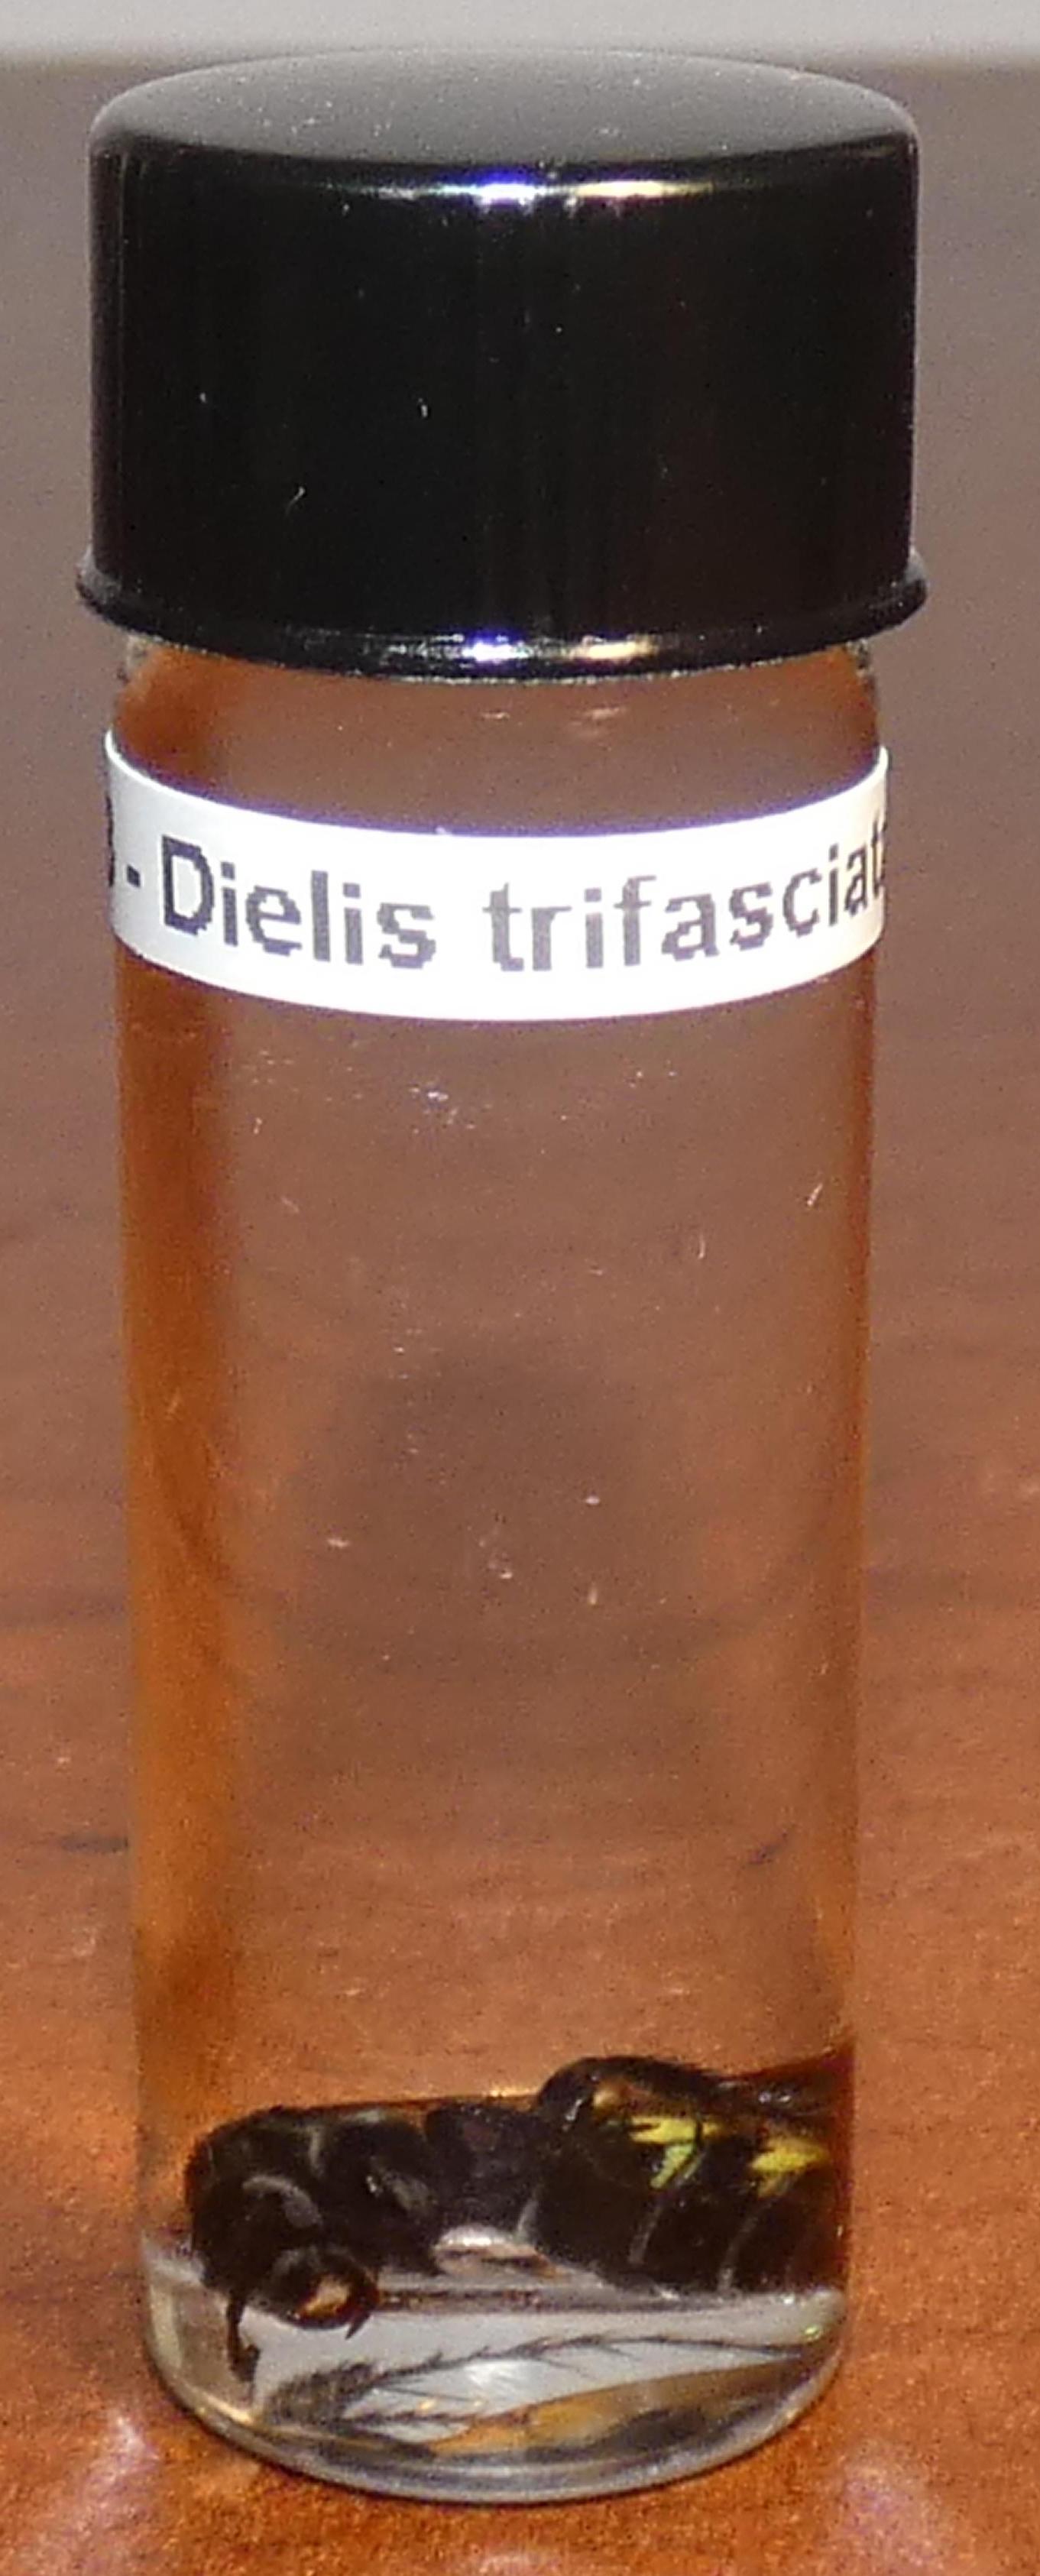 - Dielis trifasciat